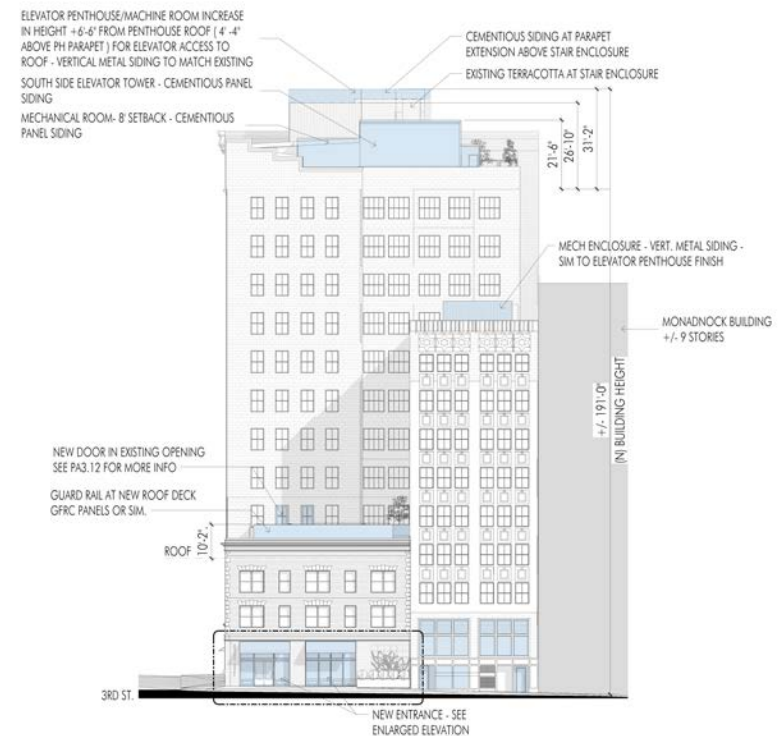 ELEVATOR PENTHOUSE/MACHINE ROOM INCREASE
IN HEIGHT +6'-6" FROM PENTHOUSE ROOF ( 4' -4"
ABOVE PH PARAPET ) FOR ELEVATOR ACCESS TO
ROOF - VERTICAL METAL SIDING TO MATCH EXISTING
SOUTH SIDE ELEVATOR TOWER - CEMENTIOUS PANEL
SIDING
MECHANICAL ROOM- 8' SETBACK - CEMENTIOUS
PANEL SIDING
CEMENTIOUS SIDING AT PARAPET
EXTENSION ABOVE STAIR ENCLOSURE
EXISTING TERRACOTTA AT STAIR ENCLOSURE
21'-6"
26'-10"
31'-2"
MECH ENCLOSURE - VERT. METAL SIDING -
SIM TO ELEVATOR PENTHOUSE FINISH
MONADNOCK BUILDING
+/- 9 STORIES
+/- 191'-0"
(N) BUILDING HEIGHT
NEW DOOR IN EXISTING OPENING
SEE PA3.12 FOR MORE INFO
GUARD RAIL AT NEW ROOF DECK
GFRC PANELS OR SIM.
ROOF
10'-2"
3RD ST.
NEW ENTRANCE - SEE
ENLARGED ELEVATION